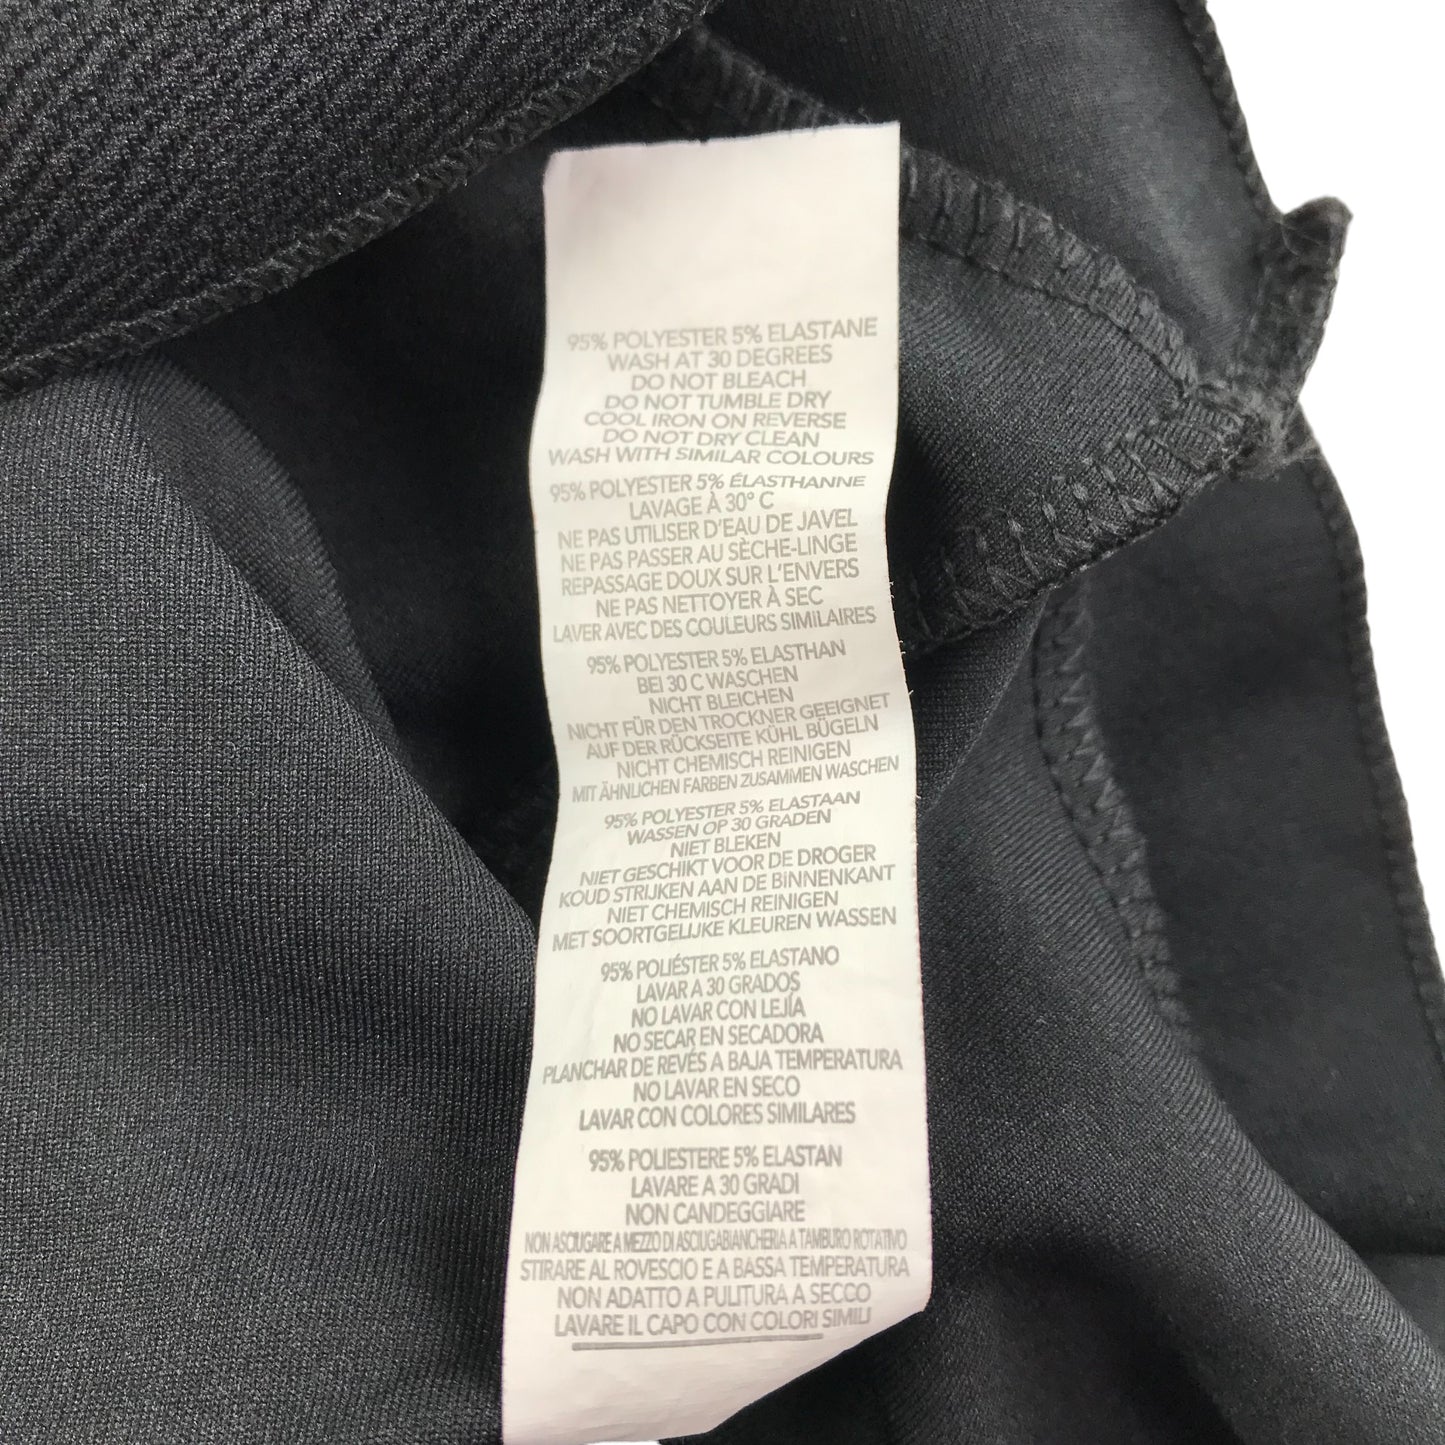 95% POLYESTER 5% ELASTANE
WASH AT 30 DEGREES
DO NOT BLEACH
DO NOT TUMBLE DRY
COOL IRON ON REVERSE
DO NOT DRY CLEAN
WASH WITH SIMILAR COLOURS
95% POLYESTER 5% ÉLASTHANNE
LAVAGE À 30° C
NE PAS UTILISER D'EAU DE JAVEL
NE PAS PASSER AU SÈCHE-LINGE
REPASSAGE DOUX SUR L'ENVERS
NE PAS NETTOYER À SEC
LAVER AVEC DES COULEURS SIMILAIRES
95% POLYESTER 5% ELASTHAN
BEI 30 C WASCHEN
NICHT BLEICHEN
NICHT FÜR DEN TROCKNER GEEIGNET
AUF DER RÜCKSEITE KÜHL BÜGELN
NICHT CHEMISCH REINIGEN
MIT ÄHNLICHEN FARBEN ZUSAMMEN WASCHEN
95% POLYESTER 5% ELASTAAN
WASSEN OP 30 GRADEN
NIET BLEKEN
NIET GESCHIKT VOOR DE DROGER
KOUD STRIJKEN AAN DE BINNENKANT
NIET CHEMISCH REINIGEN
MET SOORTGELIJKE KLEUREN WASSEN
95% POLIÉSTER 5% ELASTANO
LAVAR A 30 GRADOS
NO LAVAR CON LEJÍA
NO SECAR EN SECADORA
PLANCHAR DE REVÉS A BAJA TEMPERATURA
NO LAVAR EN SECO
LAVAR CON COLORES SIMILARES
95% POLIESTERE 5% ELASTAN
LAVARE A 30 GRADI
NON CANDEGGIARE
NON ASCIUGARE A MEZZO DI ASCIUGABIANCHERIA A TAMBURO ROTATIVO
STIRARE AL ROVESCIO E A BASSA TEMPERATURA
NON ADATTO A PULITURA A SECCO
LAVARE IL CAPO CON COLORI SIMILI